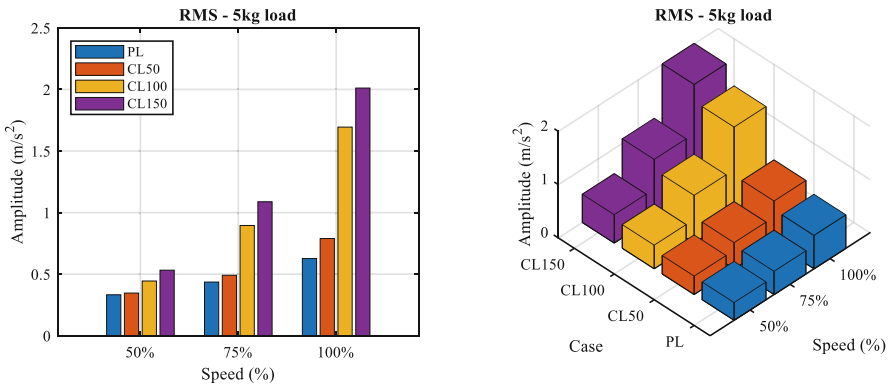 RMS - 5kg load
2.5
2
1.5
1
0.5
0
Amplitude (m/s²)
PL
CL50
CL100
CL150
50%
75%
100%
Speed (%)
RMS - 5kg load
2
1
0
Amplitude (m/s²)
CL150
CL100
CL50
PL
Case
50%
75%
100%
Speed (%)